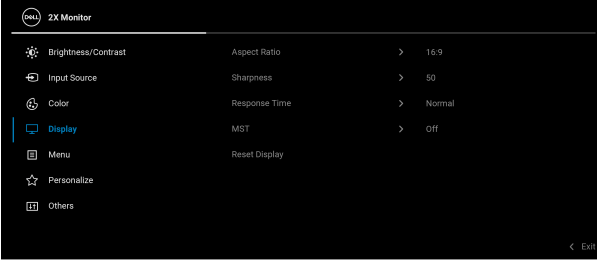 DELL 2X Monitor
Brightness/Contrast Aspect Ratio > 16:9
Input Source Sharpness > 50
Color Response Time > Normal
Display MST > Off
Menu Reset Display
Personalize
Others
< Exit